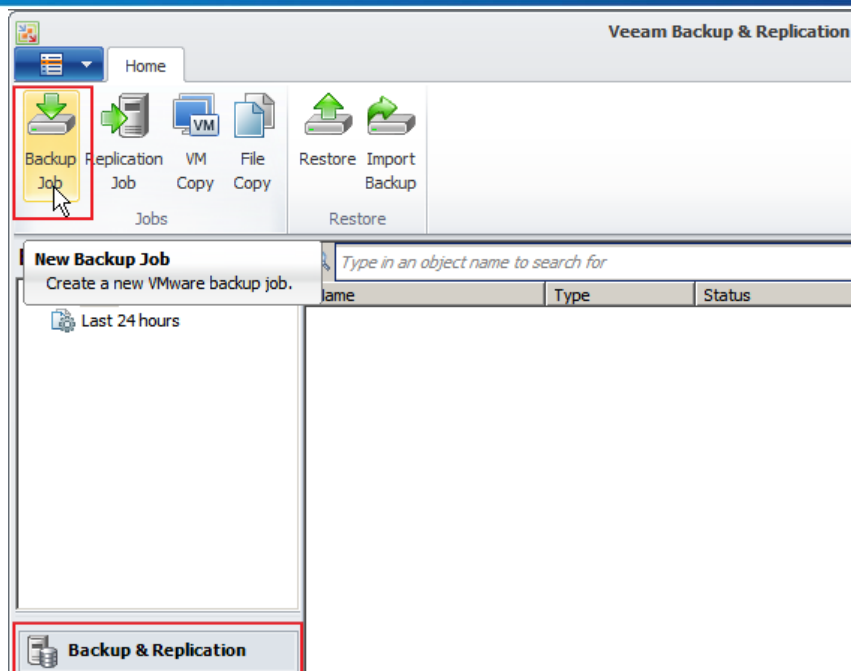 Veeam Backup & Replication
Home
Backup Job
Replication Job
VM
VM Copy
File Copy
Restore
Import Backup
Jobs
Restore
New Backup Job
Create a new VMware backup job.
Type in an object name to search for
Name
Type
Status
Last 24 hours
Backup & Replication